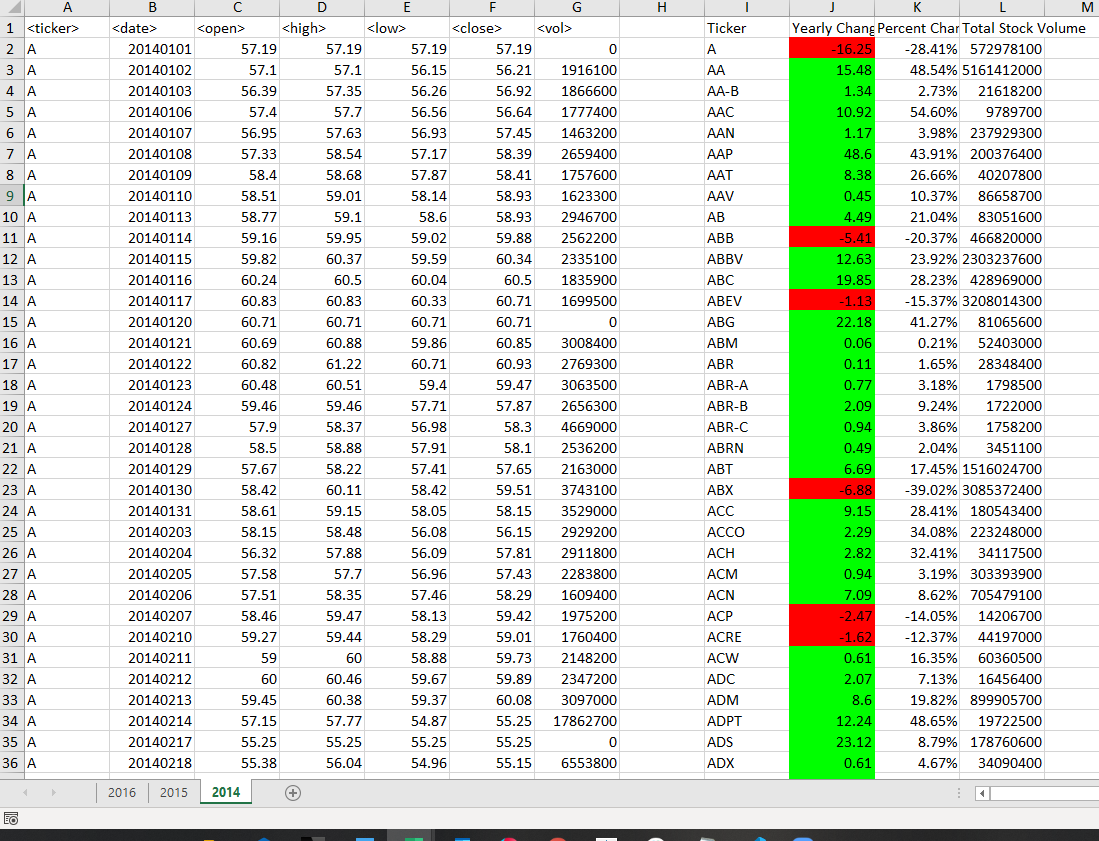 A B C D E F G H I J K L M
1 <ticker> <date> <open> <high> <low> <close> <vol> Ticker Yearly Chang Percent Char Total Stock Volume
2 A 20140101 57.19 57.19 57.19 57.19 0 A -16.25 -28.41% 572978100
3 A 20140102 57.1 57.1 56.15 56.21 1916100 AA 15.48 48.54% 5161412000
4 A 20140103 56.39 57.35 56.26 56.92 1866600 AA-B 1.34 2.73% 21618200
5 A 20140106 57.4 57.7 56.56 56.64 1777400 AAC 10.92 54.60% 9789700
6 A 20140107 56.95 57.63 56.93 57.45 1463200 AAN 1.17 3.98% 237929300
7 A 20140108 57.33 58.54 57.17 58.39 2659400 AAP 48.6 43.91% 200376400
8 A 20140109 58.4 58.68 57.87 58.41 1757600 AAT 8.38 26.66% 40207800
9 A 20140110 58.51 59.01 58.14 58.93 1623300 AAV 0.45 10.37% 86658700
10 A 20140113 58.77 59.1 58.6 58.93 2946700 AB 4.49 21.04% 83051600
11 A 20140114 59.16 59.95 59.02 59.88 2562200 ABB -5.41 -20.37% 466820000
12 A 20140115 59.82 60.37 59.59 60.34 2335100 ABBV 12.63 23.92% 2303237600
13 A 20140116 60.24 60.5 60.04 60.5 1835900 ABC 19.85 28.23% 428969000
14 A 20140117 60.83 60.83 60.33 60.71 1699500 ABEV -1.13 -15.37% 3208014300
15 A 20140120 60.71 60.71 60.71 60.71 0 ABG 22.18 41.27% 81065600
16 A 20140121 60.69 60.88 59.86 60.85 3008400 ABM 0.06 0.21% 52403000
17 A 20140122 60.82 61.22 60.71 60.93 2769300 ABR 0.11 1.65% 28348400
18 A 20140123 60.48 60.51 59.4 59.47 3063500 ABR-A 0.77 3.18% 1798500
19 A 20140124 59.46 59.46 57.71 57.87 2656300 ABR-B 2.09 9.24% 1722000
20 A 20140127 57.9 58.37 56.98 58.3 4669000 ABR-C 0.94 3.86% 1758200
21 A 20140128 58.5 58.88 57.91 58.1 2536200 ABRN 0.49 2.04% 3451100
22 A 20140129 57.67 58.22 57.41 57.65 2163000 ABT 6.69 17.45% 1516024700
23 A 20140130 58.42 60.11 58.42 59.51 3743100 ABX -6.88 -39.02% 3085372400
24 A 20140131 58.61 59.15 58.05 58.15 3529000 ACC 9.15 28.41% 180543400
25 A 20140203 58.15 58.48 56.08 56.15 2929200 ACCO 2.29 34.08% 223248000
26 A 20140204 56.32 57.88 56.09 57.81 2911800 ACH 2.82 32.41% 34117500
27 A 20140205 57.58 57.7 56.96 57.43 2283800 ACM 0.94 3.19% 303393900
28 A 20140206 57.51 58.35 57.46 58.29 1609400 ACN 7.09 8.62% 705479100
29 A 20140207 58.46 59.47 58.13 59.42 1975200 ACP -2.47 -14.05% 14206700
30 A 20140210 59.27 59.44 58.29 59.01 1760400 ACRE -1.62 -12.37% 44197000
31 A 20140211 59 60 58.88 59.73 2148200 ACW 0.61 16.35% 60360500
32 A 20140212 60 60.46 59.67 59.89 2347200 ADC 2.07 7.13% 16456400
33 A 20140213 59.45 60.38 59.37 60.08 3097000 ADM 8.6 19.82% 899905700
34 A 20140214 57.15 57.77 54.87 55.25 17862700 ADPT 12.24 48.65% 19722500
35 A 20140217 55.25 55.25 55.25 55.25 0 ADS 23.12 8.79% 178760600
36 A 20140218 55.38 56.04 54.96 55.15 6553800 ADX 0.61 4.67% 34090400
2016 2015 2014